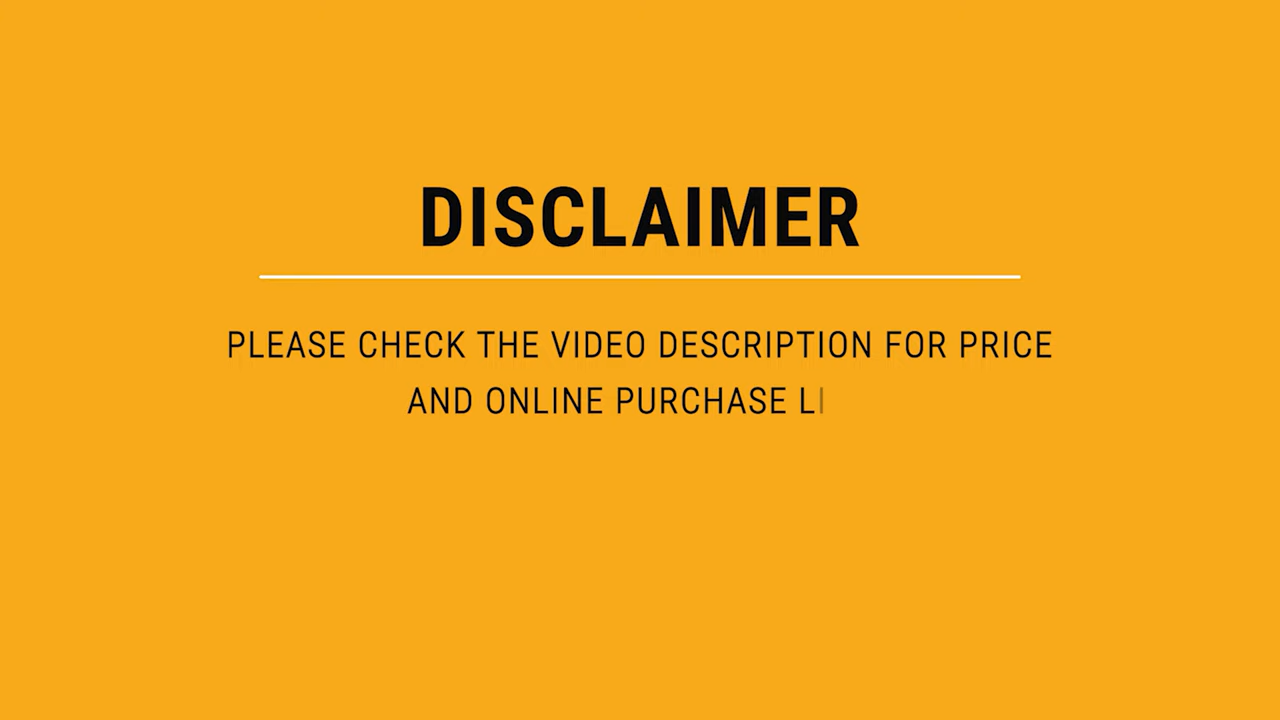 DISCLAIMER
PLEASE CHECK THE VIDEO DESCRIPTION FOR PRICE
AND ONLINE PURCHASE LI